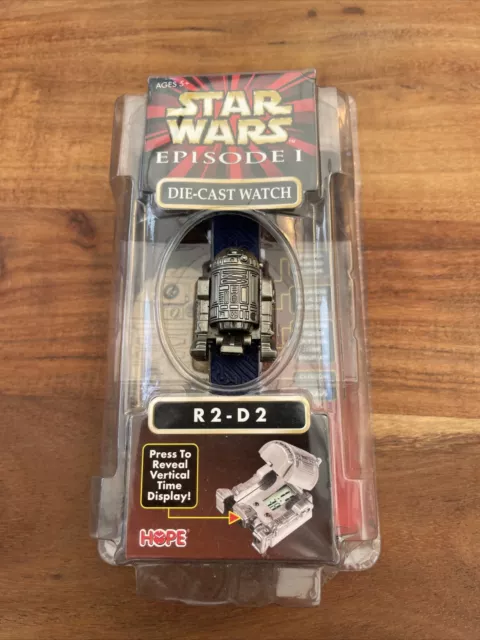 AGES 5+
STAR
WARS
EPISODE I
DIE-CAST WATCH
R2-D2
Press To
Reveal
Vertical
Time
Display!
HOPE